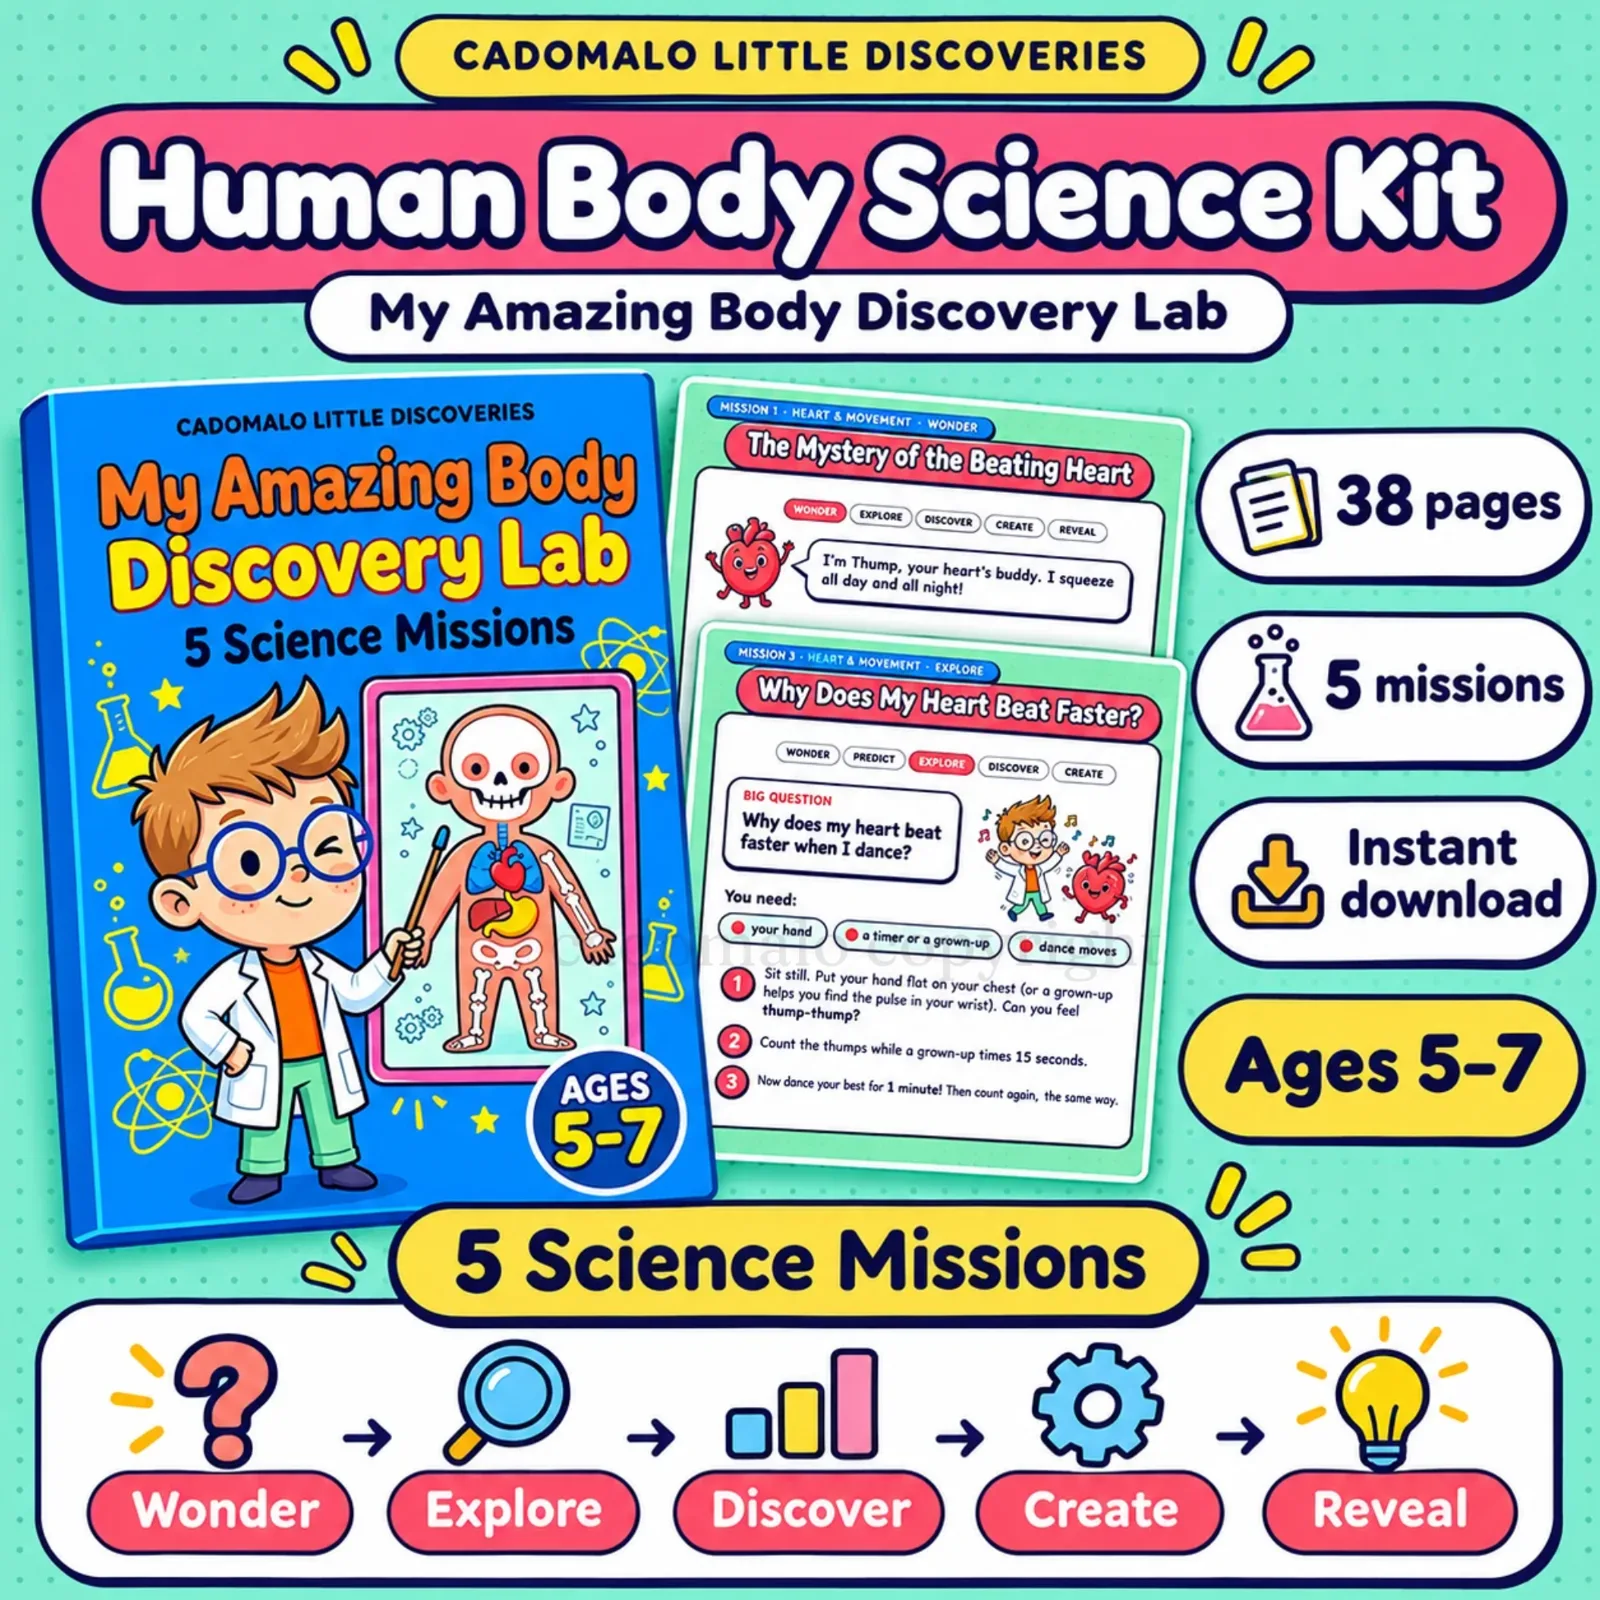 CADOMALO LITTLE DISCOVERIES
Human Body Science Kit
My Amazing Body Discovery Lab
CADOMALO LITTLE DISCOVERIES
My Amazing Body
Discovery Lab
5 Science Missions
AGES
5-7
MISSION 1 · HEART & MOVEMENT · WONDER
The Mystery of the Beating Heart
WONDER
EXPLORE
DISCOVER
CREATE
REVEAL
I'm Thump, your heart's buddy. I squeeze
all day and all night!
MISSION 3 · HEART & MOVEMENT · EXPLORE
Why Does My Heart Beat Faster?
WONDER
PREDICT
EXPLORE
DISCOVER
CREATE
BIG QUESTION
Why does my heart beat
faster when I dance?
You need:
your hand
a timer or a grown-up
dance moves
cadomalo copyright
1 Sit still. Put your hand flat on your chest (or a grown-up
helps you find the pulse in your wrist). Can you feel
thump-thump?
2 Count the thumps while a grown-up times 15 seconds.
3 Now dance your best for 1 minute! Then count again, the same way.
38 pages
5 missions
Instant
download
Ages 5-7
5 Science Missions
Wonder
Explore
Discover
Create
Reveal